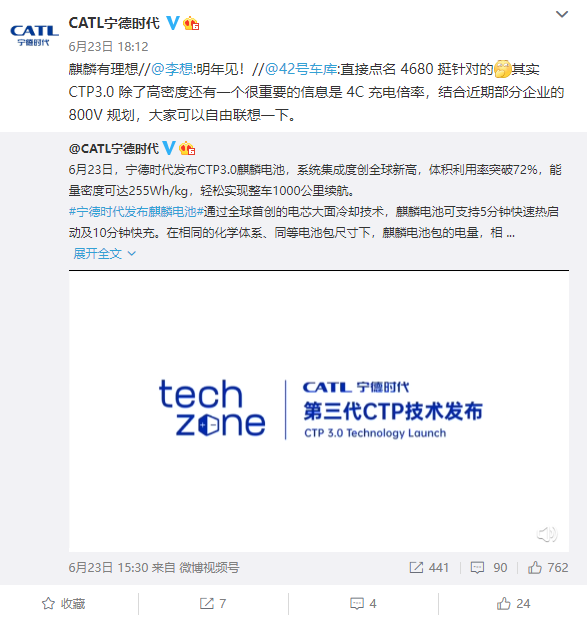 CATL
宁德时代
CATL宁德时代
6月23日 18:12
麒麟有理想//@李想:明年见！//@42号车库:直接点名 4680 挺针对的其实
CTP3.0 除了高密度还有一个很重要的信息是 4C 充电倍率，结合近期部分企业的
800V 规划，大家可以自由联想一下。
@CATL宁德时代
6月23日，宁德时代发布CTP3.0麒麟电池，系统集成度创全球新高，体积利用率突破72%，能
量密度可达255Wh/kg，轻松实现整车1000公里续航。
#宁德时代发布麒麟电池#通过全球首创的电芯大面冷却技术，麒麟电池可支持5分钟快速热启
动及10分钟快充。在相同的化学体系、同等电池包尺寸下，麒麟电池包的电量，相 ...
展开全文
tech
zone
CATL 宁德时代
第三代CTP技术发布
CTP 3.0 Technology Launch
6月23日 15:30 来自 微博视频号
441 90 762
收藏 7 4 24